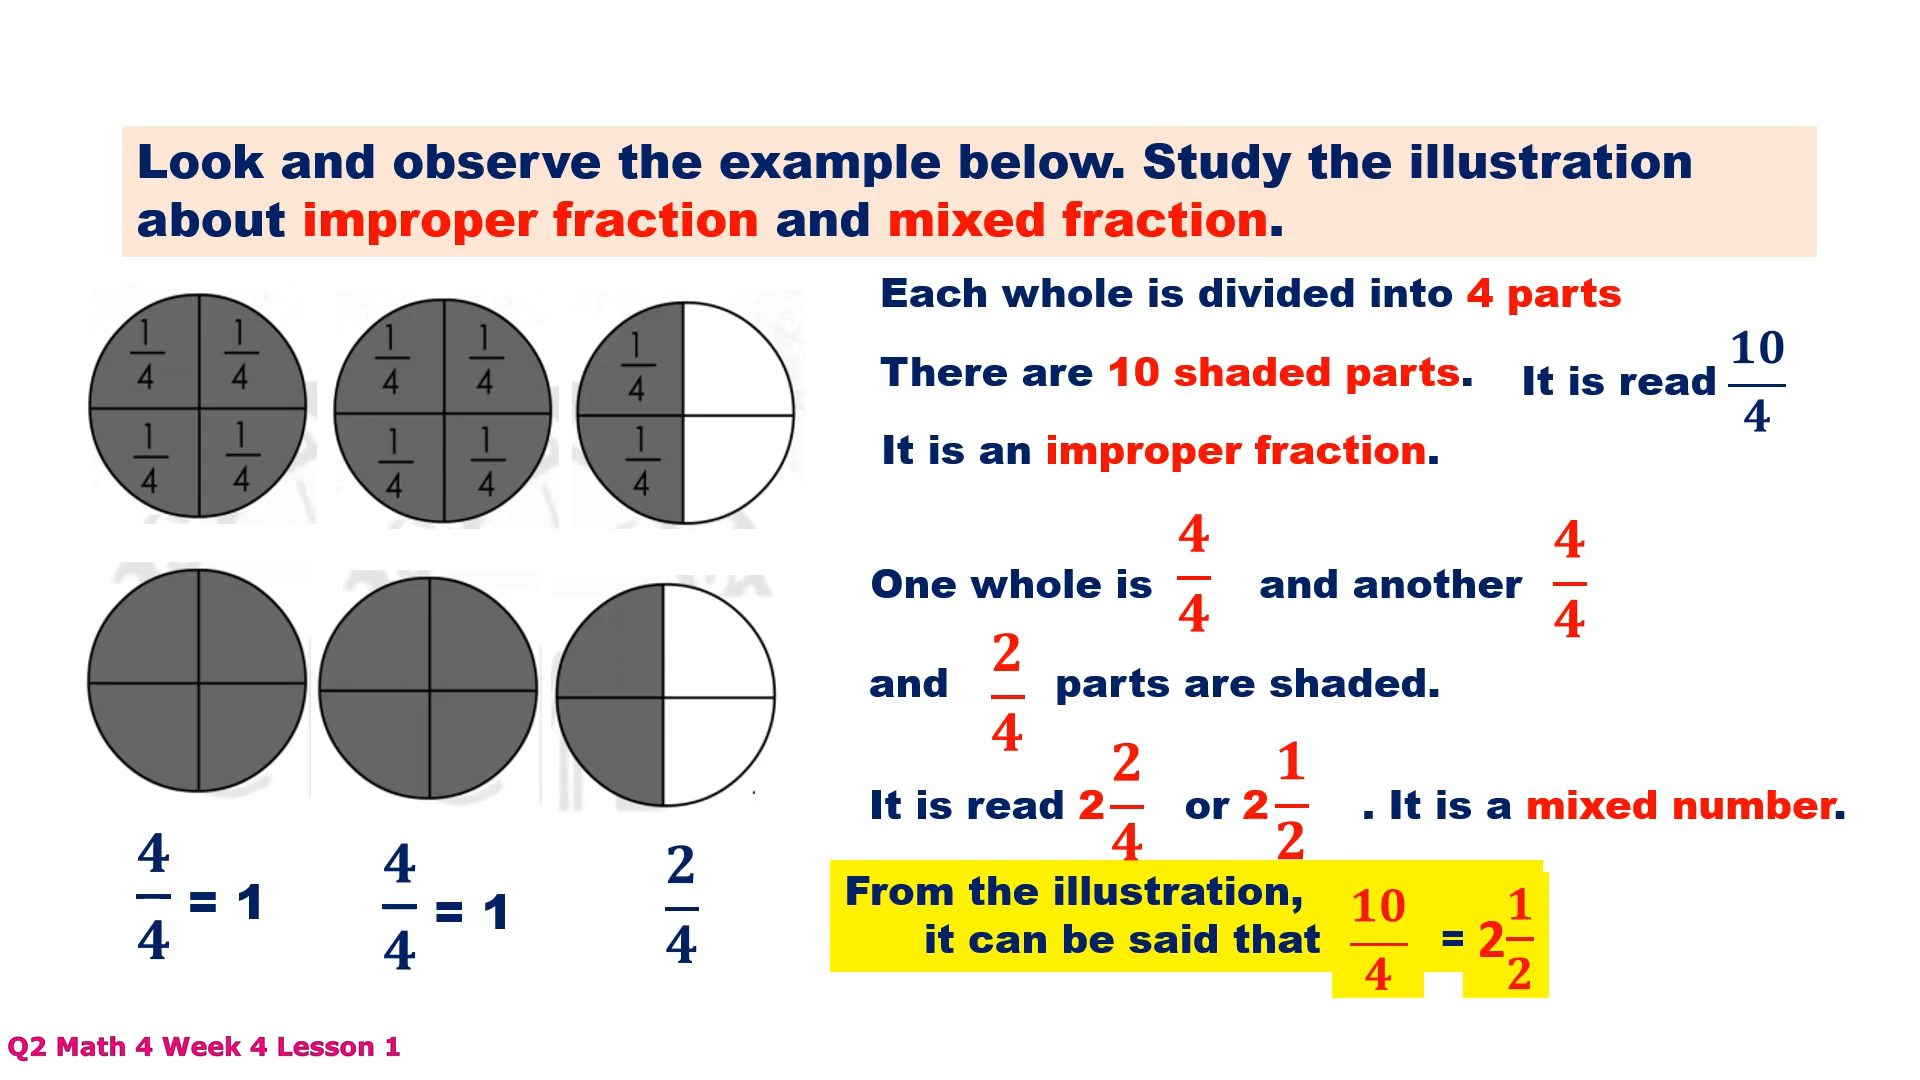 Look and observe the example below. Study the illustration
about improper fraction and mixed fraction.
1/4 1/4 1/4 1/4 1/4
1/4 1/4 1/4 1/4 1/4
Each whole is divided into 4 parts
There are 10 shaded parts. It is read 10/4
It is an improper fraction.
One whole is 4/4 and another 4/4
and 2/4 parts are shaded.
It is read 2 2/4 or 2 1/2 . It is a mixed number.
4/4 = 1 4/4 = 1 2/4
From the illustration,
it can be said that 10/4 = 2 1/2
Q2 Math 4 Week 4 Lesson 1